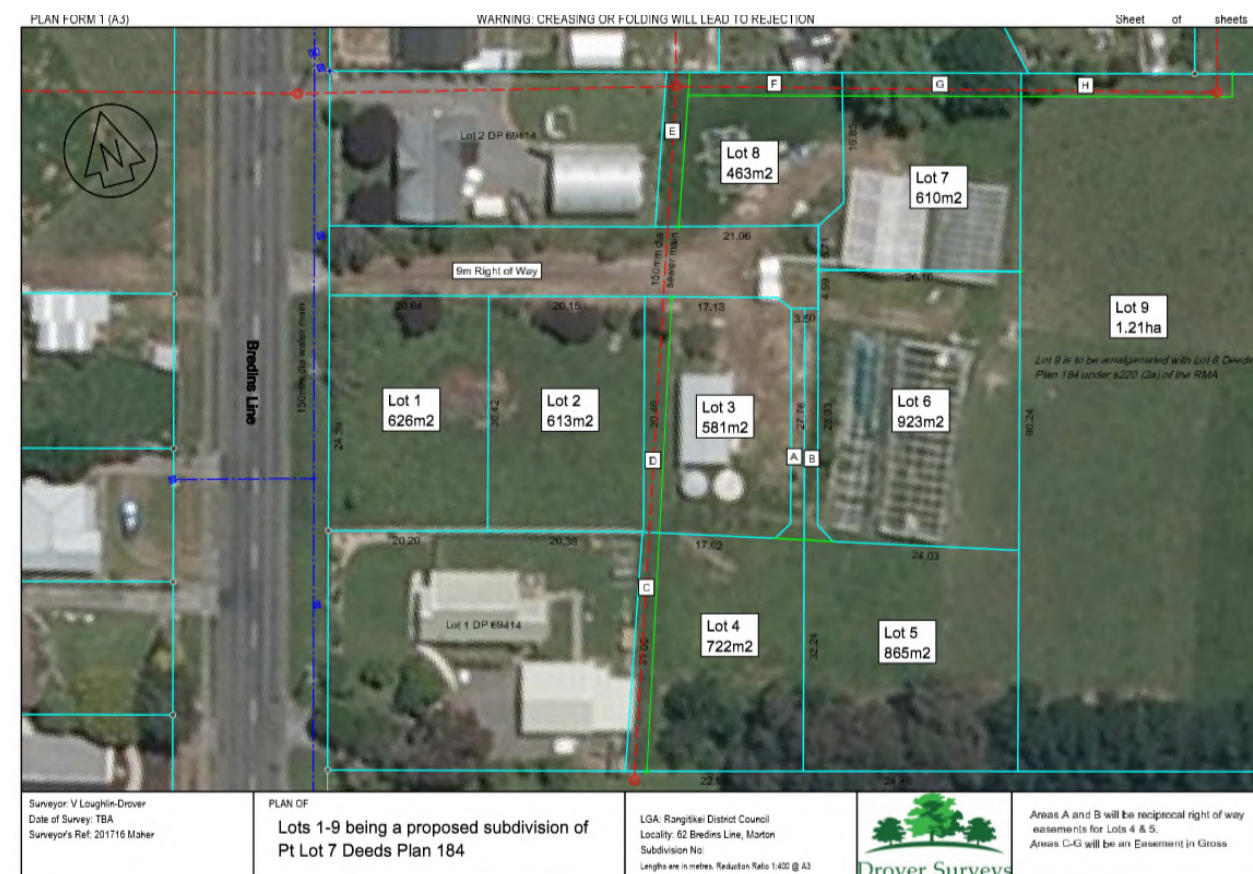 PLAN FORM 1 (A3)
WARNING: CREASING OR FOLDING WILL LEAD TO REJECTION
Sheet of sheets
N
Lot 2 DP 69414
E
F
G
H
Lot 8
463m2
16.85
Lot 7
610m2
21.06
9m Right of Way
150mm dia
sewer main
5.71
26.10
4.99
Lot 9
1.21ha
Lot 9 is to be amalgamated with Lot 8 Deeds
Plan 184 under s220 (2a) of the RMA
20.64
20.15
17.13
3.50
150mm dia water main
Bredins Line
Lot 1
626m2
Lot 2
613m2
Lot 3
581m2
Lot 6
923m2
24.39
30.42
30.46
27.76
28.03
90.24
D
A
B
20.20
20.38
17.02
24.03
C
Lot 1 DP 69414
Lot 4
722m2
Lot 5
865m2
31.00
32.24
Surveyor: V Loughlin-Drover
Date of Survey: TBA
Surveyor's Ref: 201716 Maher
PLAN OF
Lots 1-9 being a proposed subdivision of
Pt Lot 7 Deeds Plan 184
LGA: Rangitikei District Council
Locality: 62 Bredins Line, Marton
Subdivision No:
Lengths are in metres. Reduction Ratio 1:400 @ A3
Drover Surveys
Areas A and B will be reciprocal right of way
easements for Lots 4 & 5.
Areas C-G will be an Easement in Gross